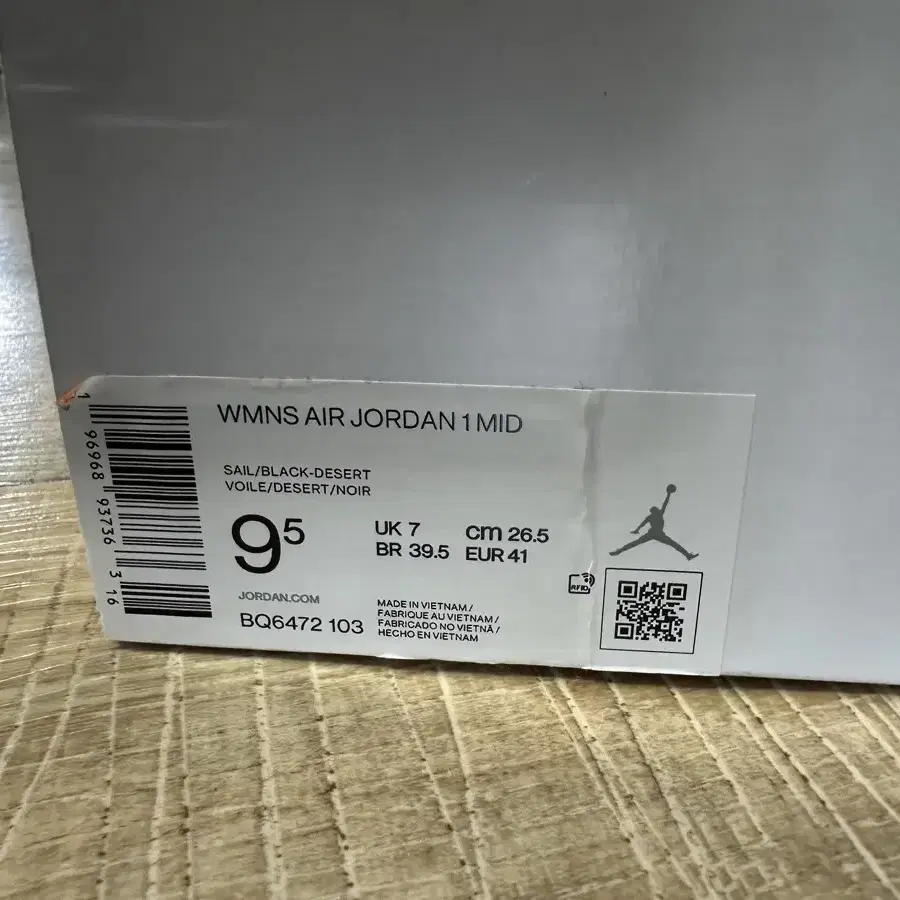 WMNS AIR JORDAN 1 MID
SAIL/BLACK-DESERT
VOILE/DESERT/NOIR
95
UK 7
BR 39.5
cm 26.5
EUR 41
JORDAN.COM
BQ6472 103
MADE IN VIETNAM /
FABRIQUE AU VIETNAM /
FABRICADO NO VIETNÃ /
HECHO EN VIETNAM
RFID
1 96968 93736 3 16